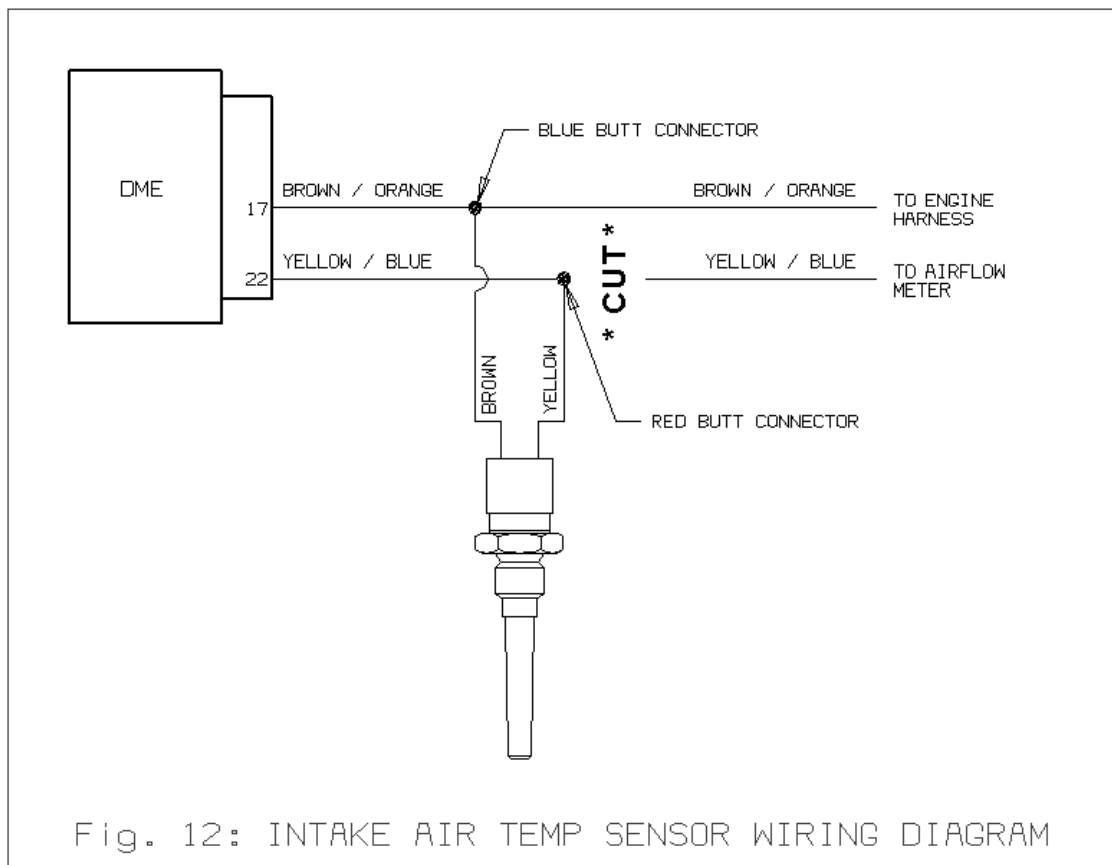 BLUE BUTT CONNECTOR
DME
BROWN / ORANGE
BROWN / ORANGE
17
TO ENGINE
HARNESS
YELLOW / BLUE
YELLOW / BLUE
22
TO AIRFLOW
METER
* CUT *
BROWN
YELLOW
RED BUTT CONNECTOR
Fig. 12: INTAKE AIR TEMP SENSOR WIRING DIAGRAM